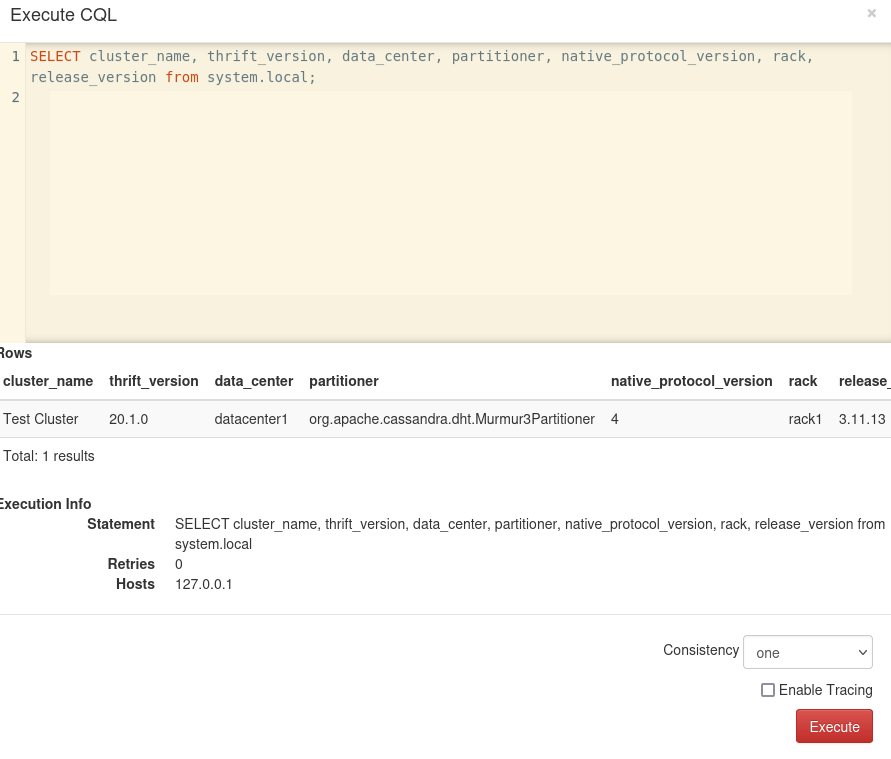 Execute CQL ×
1 SELECT cluster_name, thrift_version, data_center, partitioner, native_protocol_version, rack,
release_version from system.local;
2
Rows
cluster_name thrift_version data_center partitioner native_protocol_version rack release_
Test Cluster 20.1.0 datacenter1 org.apache.cassandra.dht.Murmur3Partitioner 4 rack1 3.11.13
Total: 1 results
Execution Info
Statement SELECT cluster_name, thrift_version, data_center, partitioner, native_protocol_version, rack, release_version from
system.local
Retries 0
Hosts 127.0.0.1
Consistency one
Enable Tracing
Execute